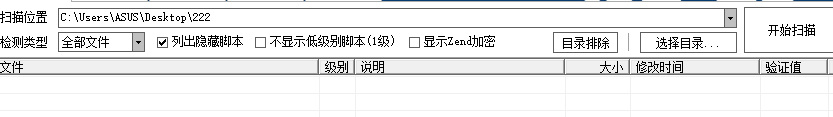 扫描位置 C:\Users\ASUS\Desktop\222 开始扫描
检测类型 全部文件 列出隐藏脚本 不显示低级别脚本(1级) 显示Zend加密 目录排除 选择目录...
文件 级别 说明 大小 修改时间 验证值